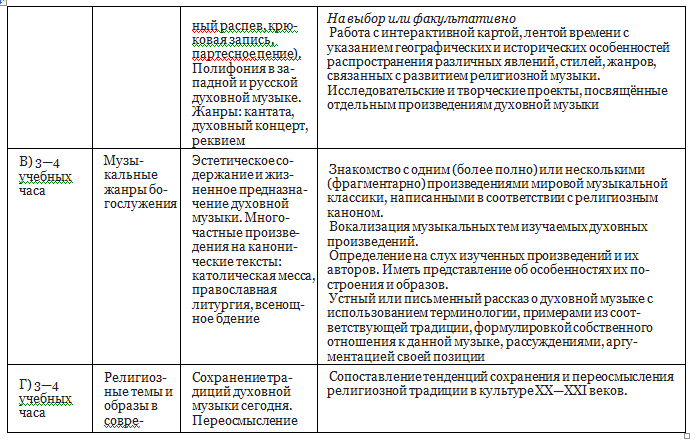 ный распев, крю-
ковая запись,
партесное пение).
Полифония в за-
падной и русской
духовной музыке.
Жанры: кантата,
духовный концерт,
реквием
На выбор или факультативно
Работа с интерактивной картой, лентой времени с
указанием географических и исторических особенностей
распространения различных явлений, стилей, жанров,
связанных с развитием религиозной музыки.
Исследовательские и творческие проекты, посвящённые
отдельным произведениям духовной музыки
В) 3—4
учебных
часа
Музы-
кальные
жанры бо-
гослужения
Эстетическое со-
держание и жиз-
ненное предназна-
чение духовной
музыки. Много-
частные произве-
дения на канони-
ческие тексты:
католическая месса,
православная
литургия, всенощ-
ное бдение
Знакомство с одним (более полно) или несколькими
(фрагментарно) произведениями мировой музыкальной
классики, написанными в соответствии с религиозным
каноном.
Вокализация музыкальных тем изучаемых духовных
произведений.
Определение на слух изученных произведений и их
авторов. Иметь представление об особенностях их по-
строения и образов.
Устный или письменный рассказ о духовной музыке с
использованием терминологии, примерами из соот-
ветствующей традиции, формулировкой собственного
отношения к данной музыке, рассуждениями, аргу-
ментацией своей позиции
Г) 3—4
учебных
часа
Религиоз-
ные темы и
образы в
совре-
Сохранение тра-
диций духовной
музыки сегодня.
Переосмысление
Сопоставление тенденций сохранения и переосмысления
религиозной традиции в культуре XX—XXI веков.